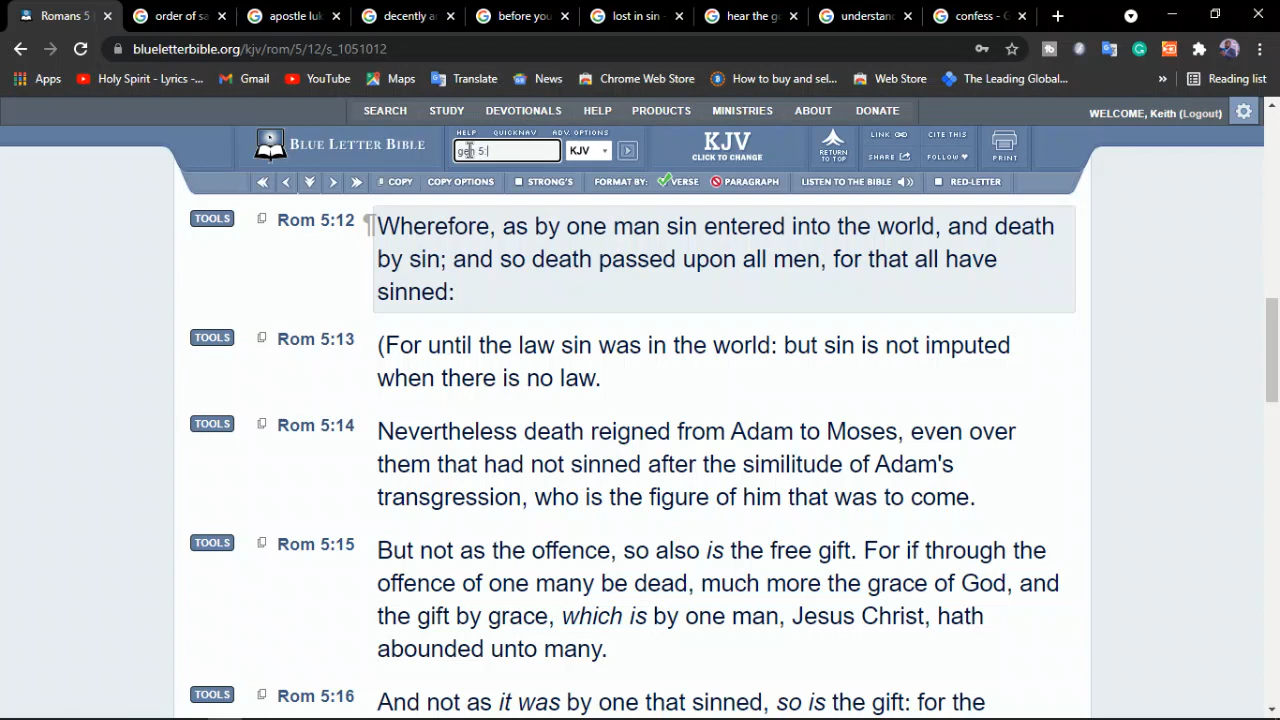 Romans 5
order of sa
apostle luk
decently a
before you
lost in sin -
hear the g
understan
confess - G
blueletterbible.org/kjv/rom/5/12/s_1051012
Apps
Holy Spirit - Lyrics -...
Gmail
YouTube
Maps
Translate
News
Chrome Web Store
How to buy and sel...
Web Store
The Leading Global...
»
Reading list
SEARCH STUDY DEVOTIONALS HELP PRODUCTS MINISTRIES ABOUT DONATE
WELCOME, Keith (Logout)
BLUE LETTER BIBLE
HELP QUICKNAV ADV. OPTIONS
5:
KJV
KJV
CLICK TO CHANGE
RETURN
TO TOP
LINK
CITE THIS
SHARE
FOLLOW
PRINT
COPY COPY OPTIONS STRONG'S FORMAT BY: VERSE PARAGRAPH LISTEN TO THE BIBLE RED-LETTER
TOOLS Rom 5:12 ¶Wherefore, as by one man sin entered into the world, and death
by sin; and so death passed upon all men, for that all have
sinned:
TOOLS Rom 5:13 (For until the law sin was in the world: but sin is not imputed
when there is no law.
TOOLS Rom 5:14 Nevertheless death reigned from Adam to Moses, even over
them that had not sinned after the similitude of Adam's
transgression, who is the figure of him that was to come.
TOOLS Rom 5:15 But not as the offence, so also is the free gift. For if through the
offence of one many be dead, much more the grace of God, and
the gift by grace, which is by one man, Jesus Christ, hath
abounded unto many.
TOOLS Rom 5:16 And not as it was by one that sinned, so is the gift: for the